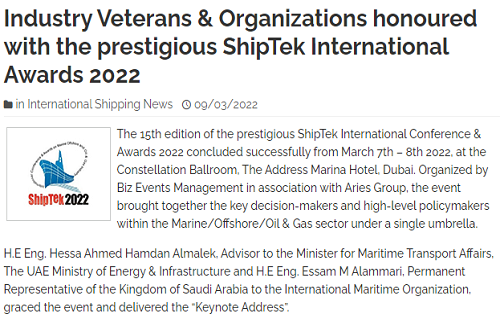 Industry Veterans & Organizations honoured
with the prestigious ShipTek International
Awards 2022
in International Shipping News 09/03/2022
The 15th edition of the prestigious ShipTek International Conference &
Awards 2022 concluded successfully from March 7th – 8th 2022, at the
Constellation Ballroom, The Address Marina Hotel, Dubai. Organized by
Biz Events Management in association with Aries Group, the event
brought together the key decision-makers and high-level policymakers
within the Marine/Offshore/Oil & Gas sector under a single umbrella.
ShipTek 2022
H.E Eng. Hessa Ahmed Hamdan Almalek, Advisor to the Minister for Maritime Transport Affairs,
The UAE Ministry of Energy & Infrastructure and H.E Eng. Essam M Alammari, Permanent
Representative of the Kingdom of Saudi Arabia to the International Maritime Organization,
graced the event and delivered the “Keynote Address”.